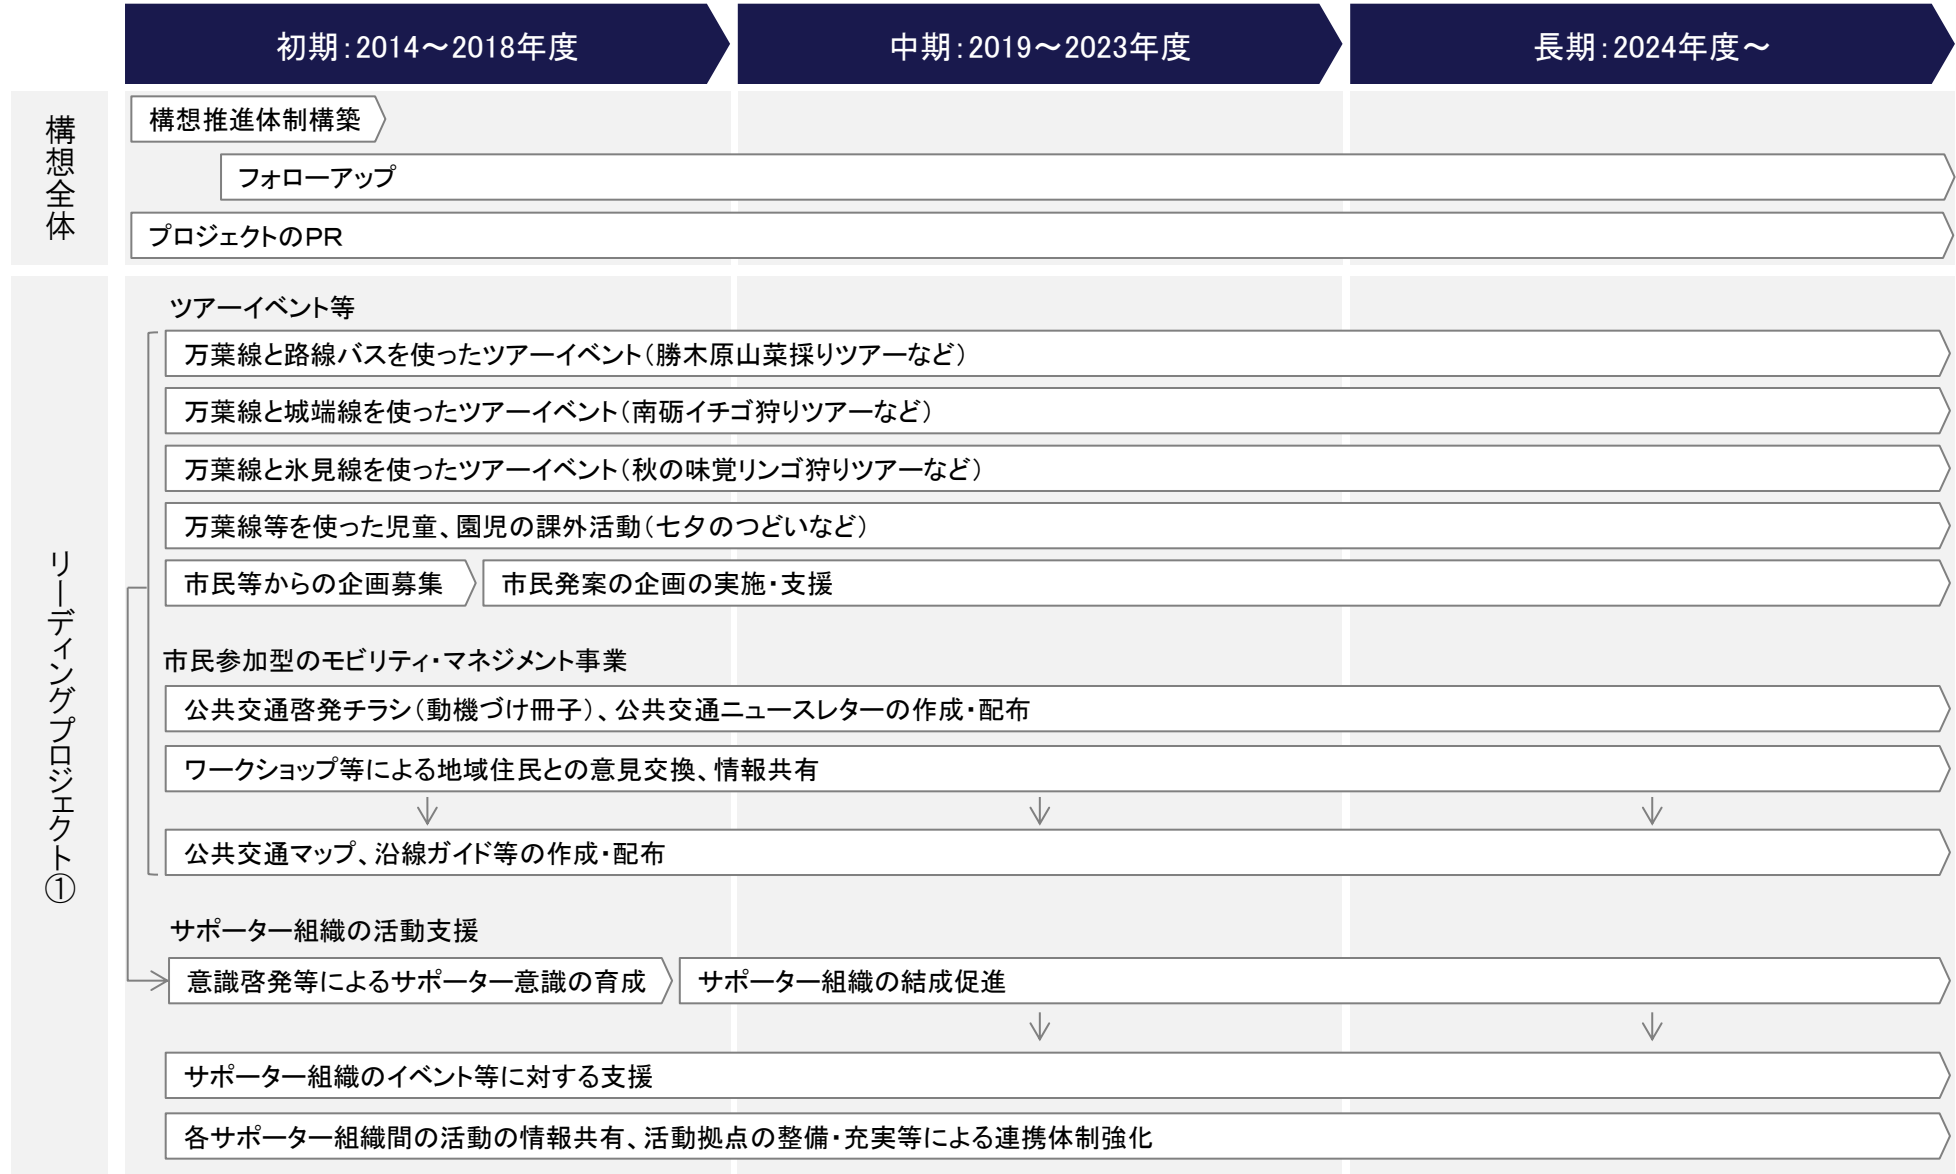 初期：2014～2018年度
中期：2019～2023年度
長期：2024年度～
構想全体
構想推進体制構築
フォローアップ
プロジェクトのＰＲ
リーディングプロジェクト①
ツアーイベント等
万葉線と路線バスを使ったツアーイベント（勝木原山菜採りツアーなど）
万葉線と城端線を使ったツアーイベント（南砺イチゴ狩りツアーなど）
万葉線と氷見線を使ったツアーイベント（秋の味覚リンゴ狩りツアーなど）
万葉線等を使った児童、園児の課外活動（七夕のつどいなど）
市民等からの企画募集
市民発案の企画の実施・支援
市民参加型のモビリティ・マネジメント事業
公共交通啓発チラシ（動機づけ冊子）、公共交通ニュースレターの作成・配布
ワークショップ等による地域住民との意見交換、情報共有
公共交通マップ、沿線ガイド等の作成・配布
サポーター組織の活動支援
意識啓発等によるサポーター意識の育成
サポーター組織の結成促進
サポーター組織のイベント等に対する支援
各サポーター組織間の活動の情報共有、活動拠点の整備・充実等による連携体制強化